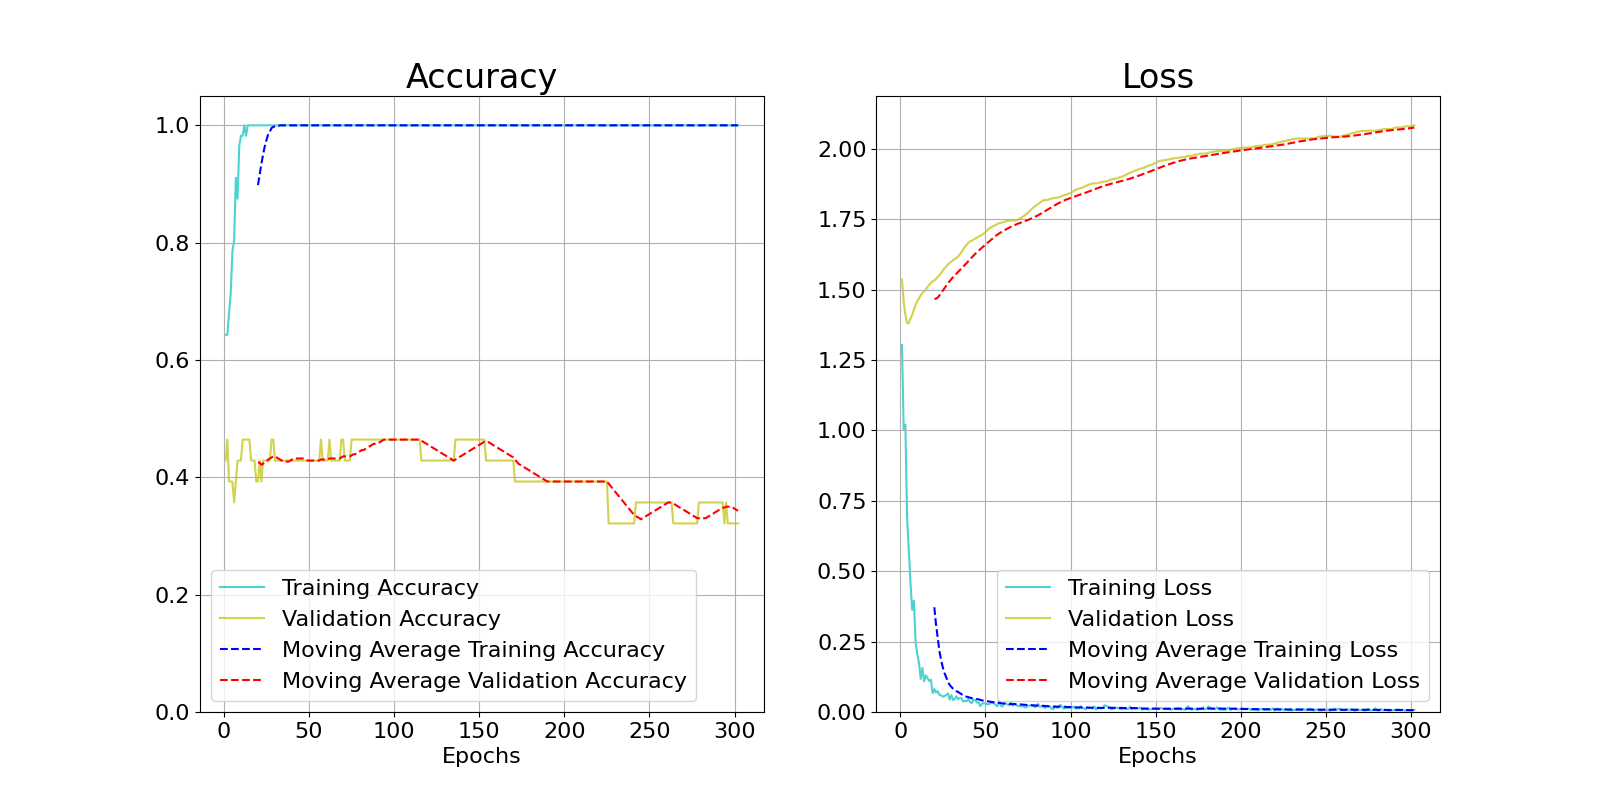 Accuracy
1.0
0.8
0.6
0.4
0.2
0.0
0 50 100 150 200 250 300
Epochs
Training Accuracy
Validation Accuracy
Moving Average Training Accuracy
Moving Average Validation Accuracy
Loss
2.00
1.75
1.50
1.25
1.00
0.75
0.50
0.25
0.00
0 50 100 150 200 250 300
Epochs
Training Loss
Validation Loss
Moving Average Training Loss
Moving Average Validation Loss